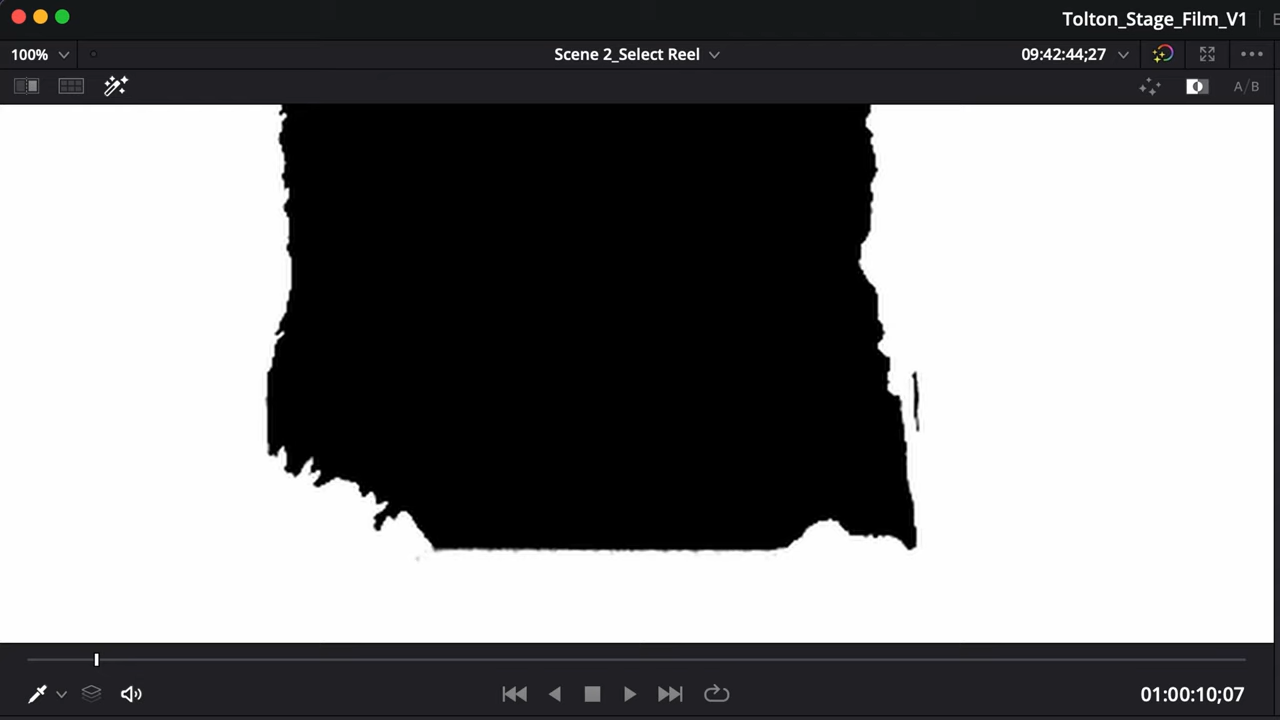 Tolton_Stage_Film_V1
100%
Scene 2_Select Reel
09:42:44;27
A/B
01:00:10;07